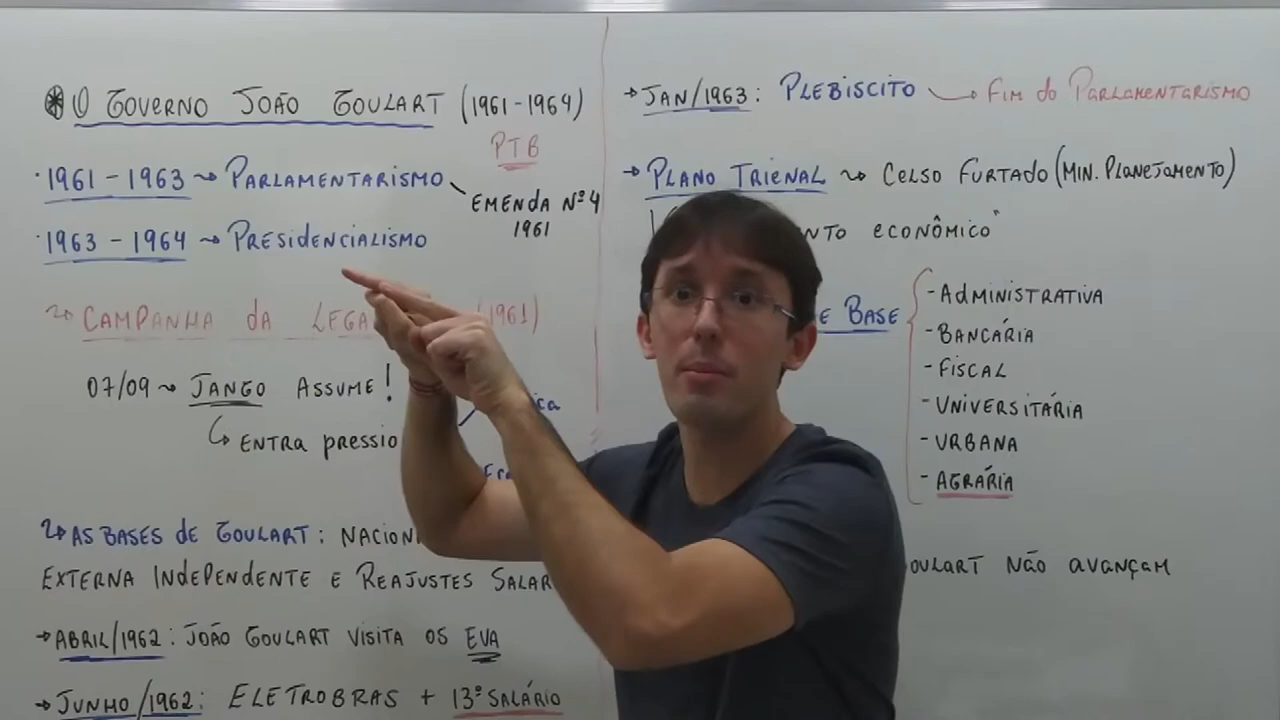 O GOVERNO JOÃO GOULART (1961-1964)
PTB
1961-1963 → PARLAMENTARISMO
EMENDA Nº4
1961
1963-1964 → PRESIDENCIALISMO
CAMPANHA da LEGA (1961)
07/09 → JANGO ASSUME!
ENTRA PRESSIO
AS BASES de GOULART: NACION
EXTERNA INdEPENDENTE E REAJUSTES SALAR
→ ABRIL/1962: JOÃO GOULART VISITA OS EVA
→ JUNHO/1962: ELETROBRAS + 13º SALÁRIO
→ JAN/1963: PLEBISCITO → FIM do PARLAMENTARISMO
→ PLANO TRIENAL → CELSO FURTADO (MIN. PLANEJAMENTO)
NTO ECONÔMICO"
E BASE
- AdMINISTRATIVA
- BANCÁRIA
- FISCAL
- UNIVERSITÁRIA
- URBANA
- AGRÁRIA
OULART NÃO AVANÇAM